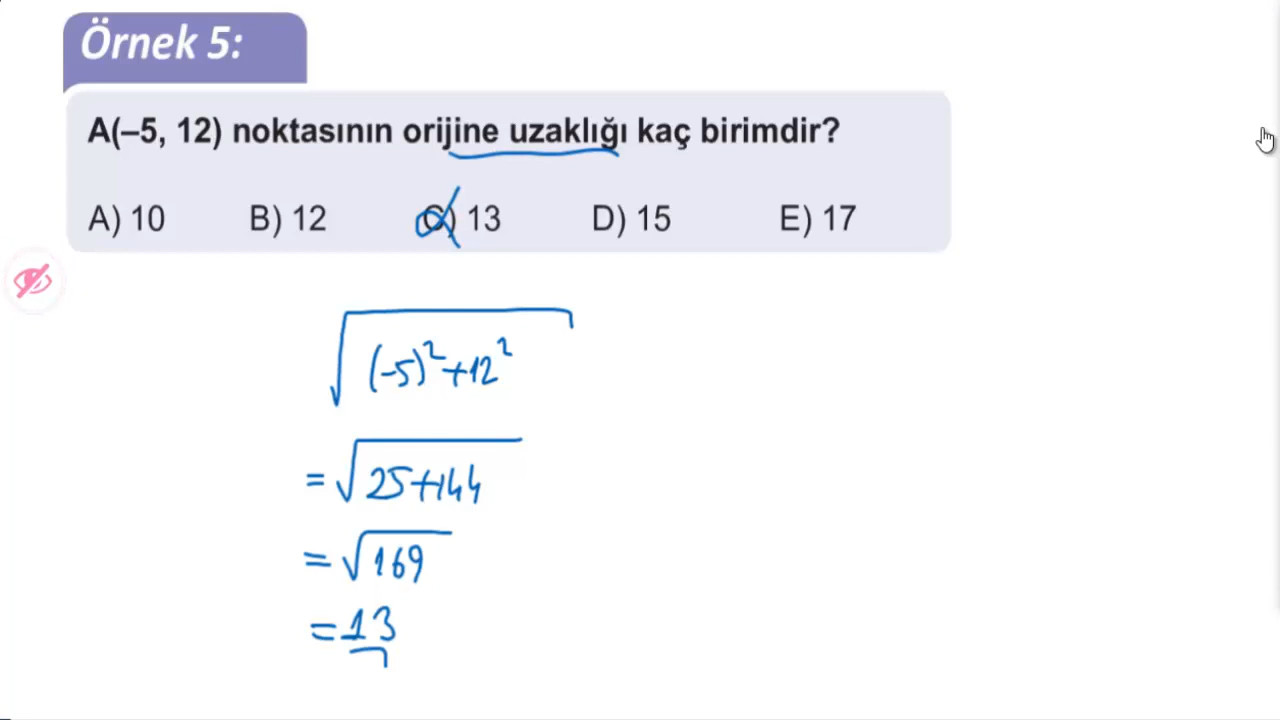 Örnek 5:
A(–5, 12) noktasının orijine uzaklığı kaç birimdir?
A) 10 B) 12 C) 13 D) 15 E) 17
√(-5)²+12²
= √25+144
= √169
= 13